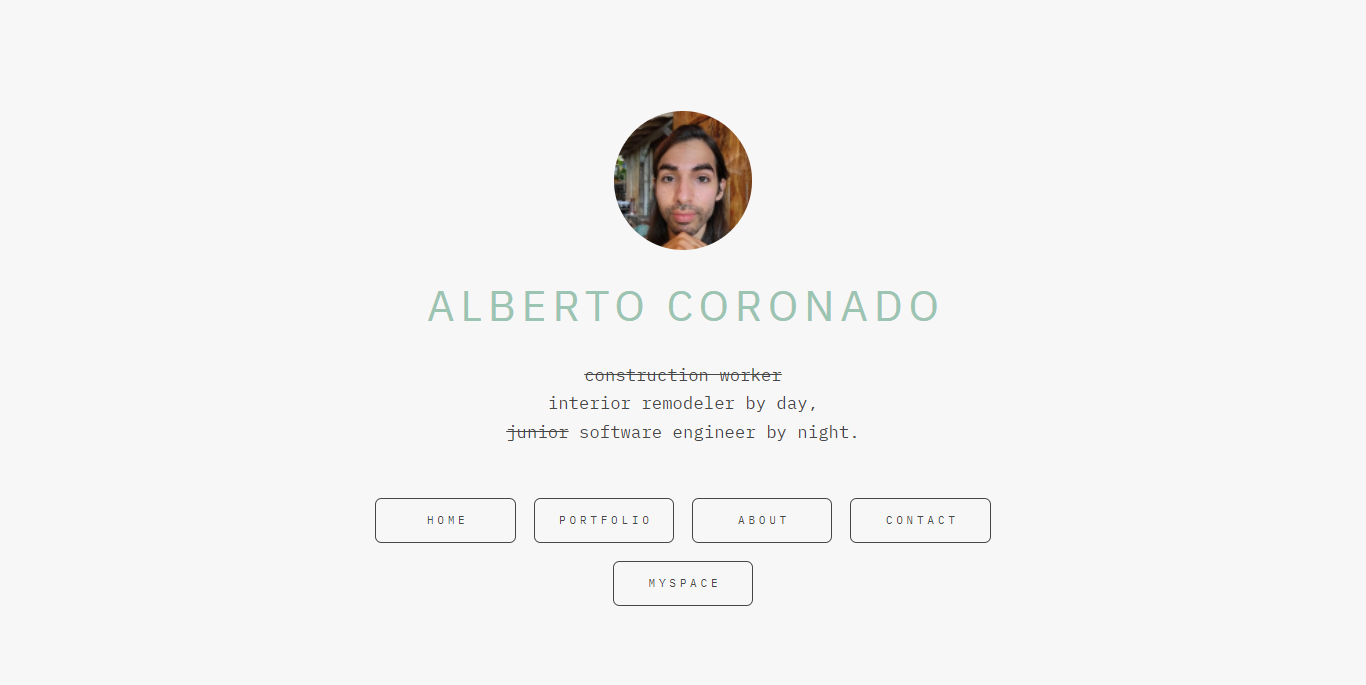 ALBERTO CORONADO
construction worker
interior remodeler by day,
junior software engineer by night.
HOME PORTFOLIO ABOUT CONTACT
MYSPACE